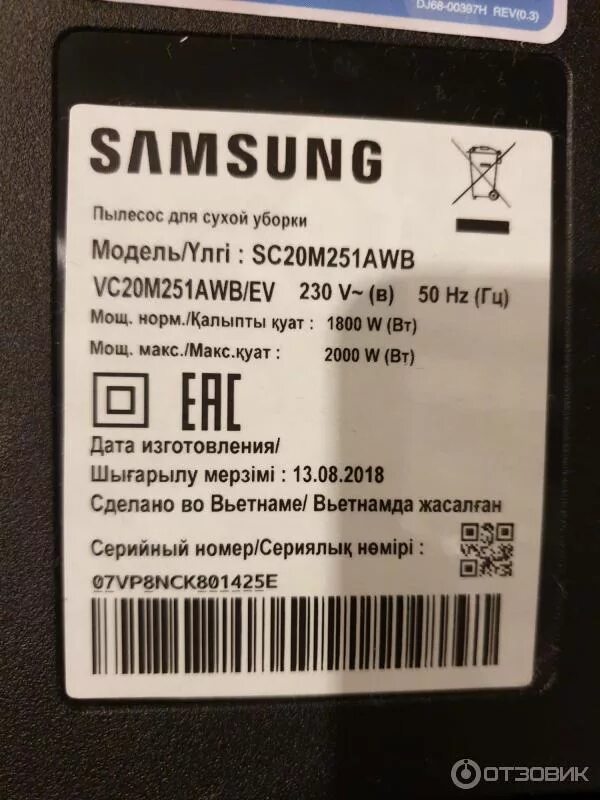 DJ68-00397H REV(0.3)
SAMSUNG
Пылесос для сухой уборки
Модель/Үлгі : SC20M251AWB
VC20M251AWB/EV 230 V~ (в) 50 Hz (Гц)
Мощ. норм./Қалыпты қуат : 1800 W (Вт)
Мощ. макс./Макс.қуат : 2000 W (Вт)
EAC
Дата изготовления/
Шығарылу мерзімі : 13.08.2018
Сделано во Вьетнаме/ Вьетнамда жасалған
Серийный номер/Сериялық нөмірі :
07VP8NCK801425E
ОТЗОВИК